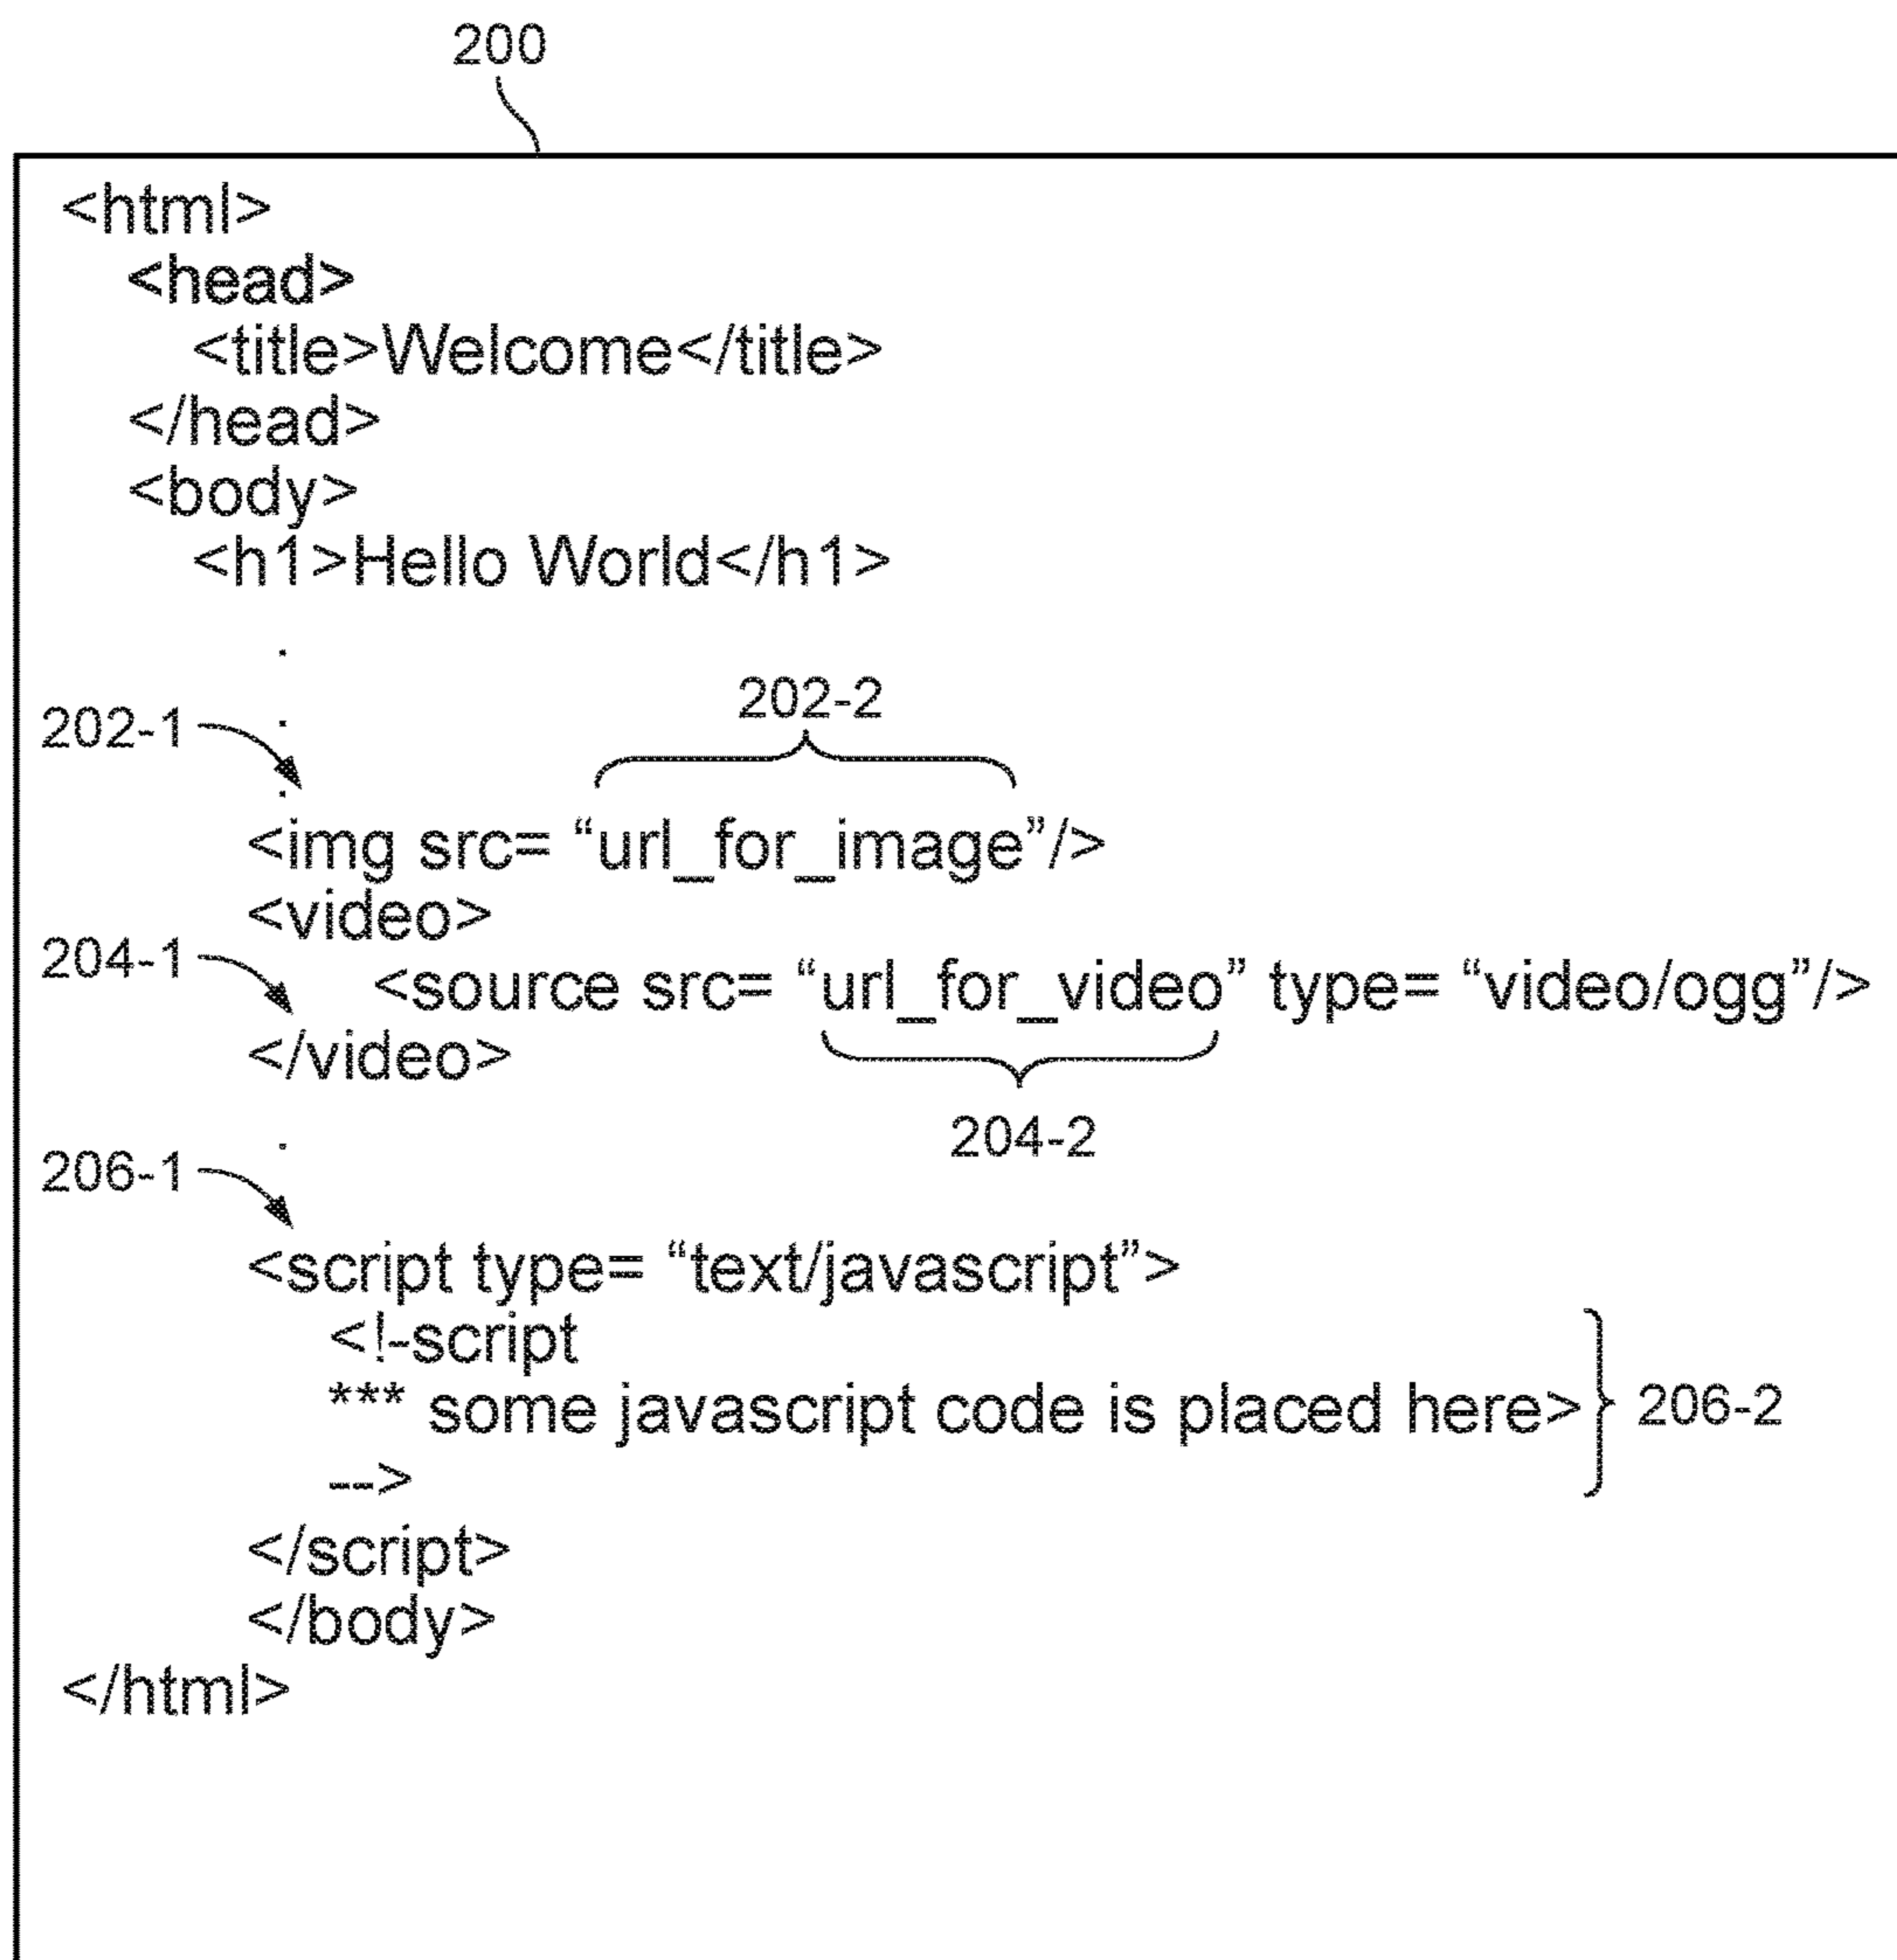 200
<html>
<head>
<title>Welcome</title>
</head>
<body>
<h1>Hello World</h1>
.
202-1 . 202-2
.
<img src= “url_for_image”/>
<video>
204-1
<source src= “url_for_video” type= “video/ogg”/>
</video>
204-2
.
206-1
<script type= “text/javascript”>
<!-script
*** some javascript code is placed here> 206-2
-->
</script>
</body>
</html>